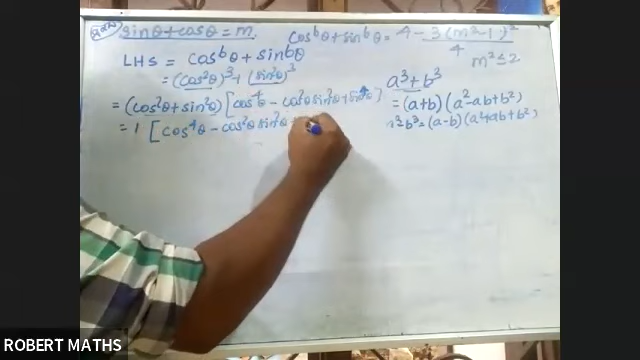 sinθ+cosθ = m.
cos⁶θ+sin⁶θ = 4 - 3(m²-1)² / 4
m² ≤ 2
LHS = cos⁶θ + sin⁶θ
= (cos²θ)³ + (sin²θ)³
a³ + b³
= (cos²θ + sin²θ) [cos⁴θ - cos²θ sin²θ + sin⁴θ]
= (a+b) (a² - ab + b²)
= 1 [cos⁴θ - cos²θ sin²θ
a³-b³ = (a-b) (a²+ab+b²)
ROBERT MATHS